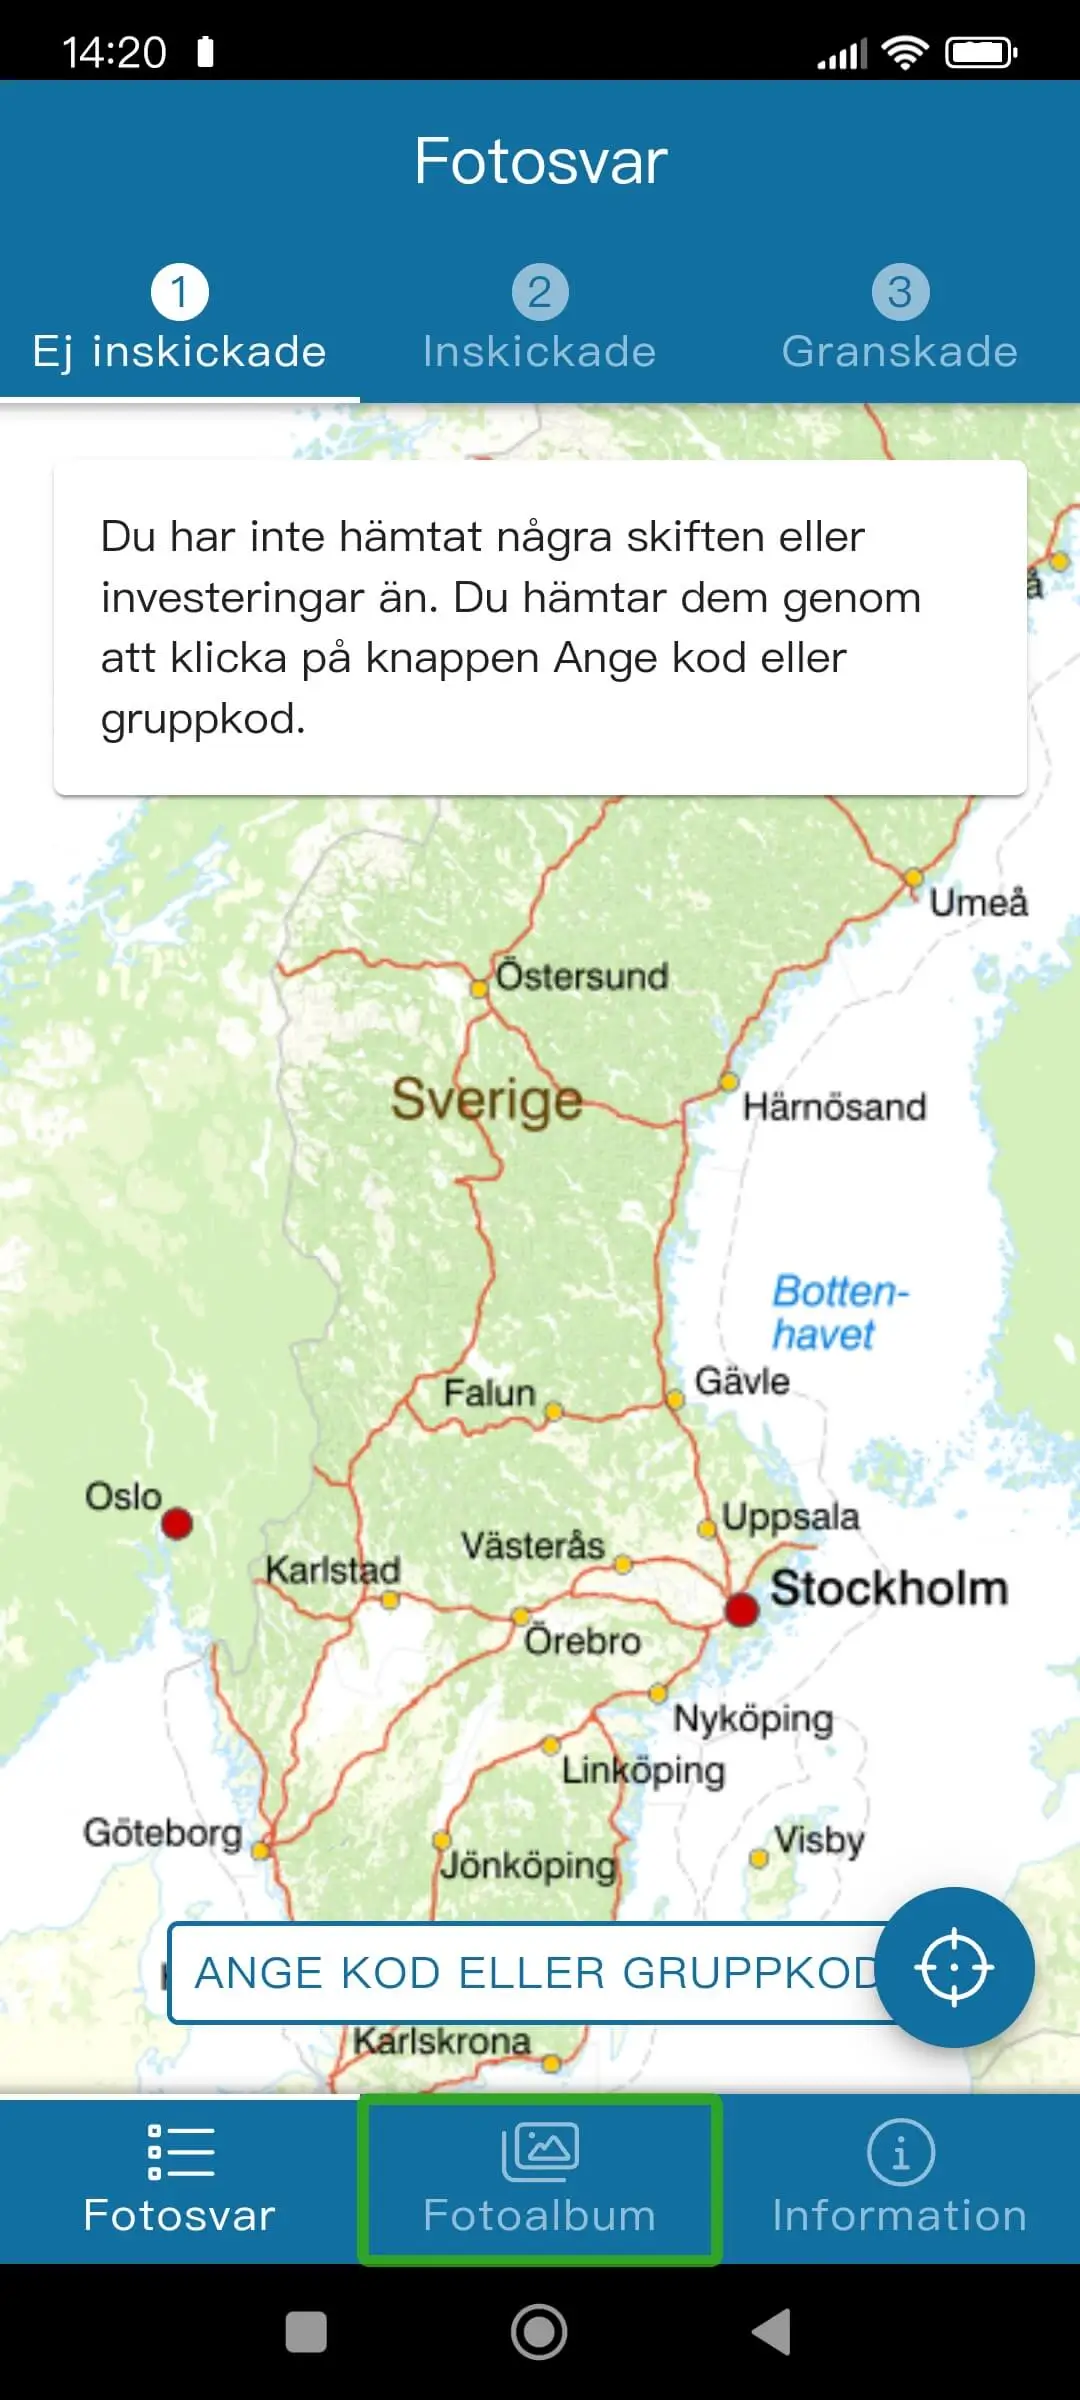 14:20
Fotosvar
1
Ej inskickade
2
Inskickade
3
Granskade
Du har inte hämtat några skiften eller
investeringar än. Du hämtar dem genom
att klicka på knappen Ange kod eller
gruppkod.
å
Umeå
Östersund
Sverige
Härnösand
Botten-
havet
Gävle
Falun
Oslo
Uppsala
Västerås
Karlstad
Stockholm
Örebro
Nyköping
Linköping
Göteborg
Visby
Jönköping
ANGE KOD ELLER GRUPPKOD
Karlskrona
Fotosvar
Fotoalbum
Information